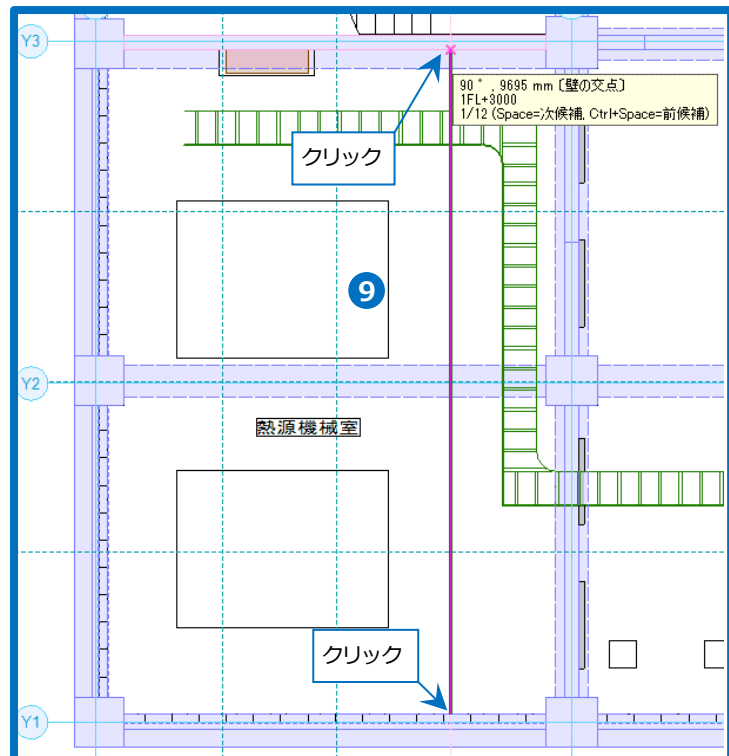 Y3
90 ﾟ , 9695 mm [壁の交点]
1FL+3000
1/12 (Space=次候補, Ctrl+Space=前候補)
クリック
9
Y2
熱源機械室
クリック
Y1